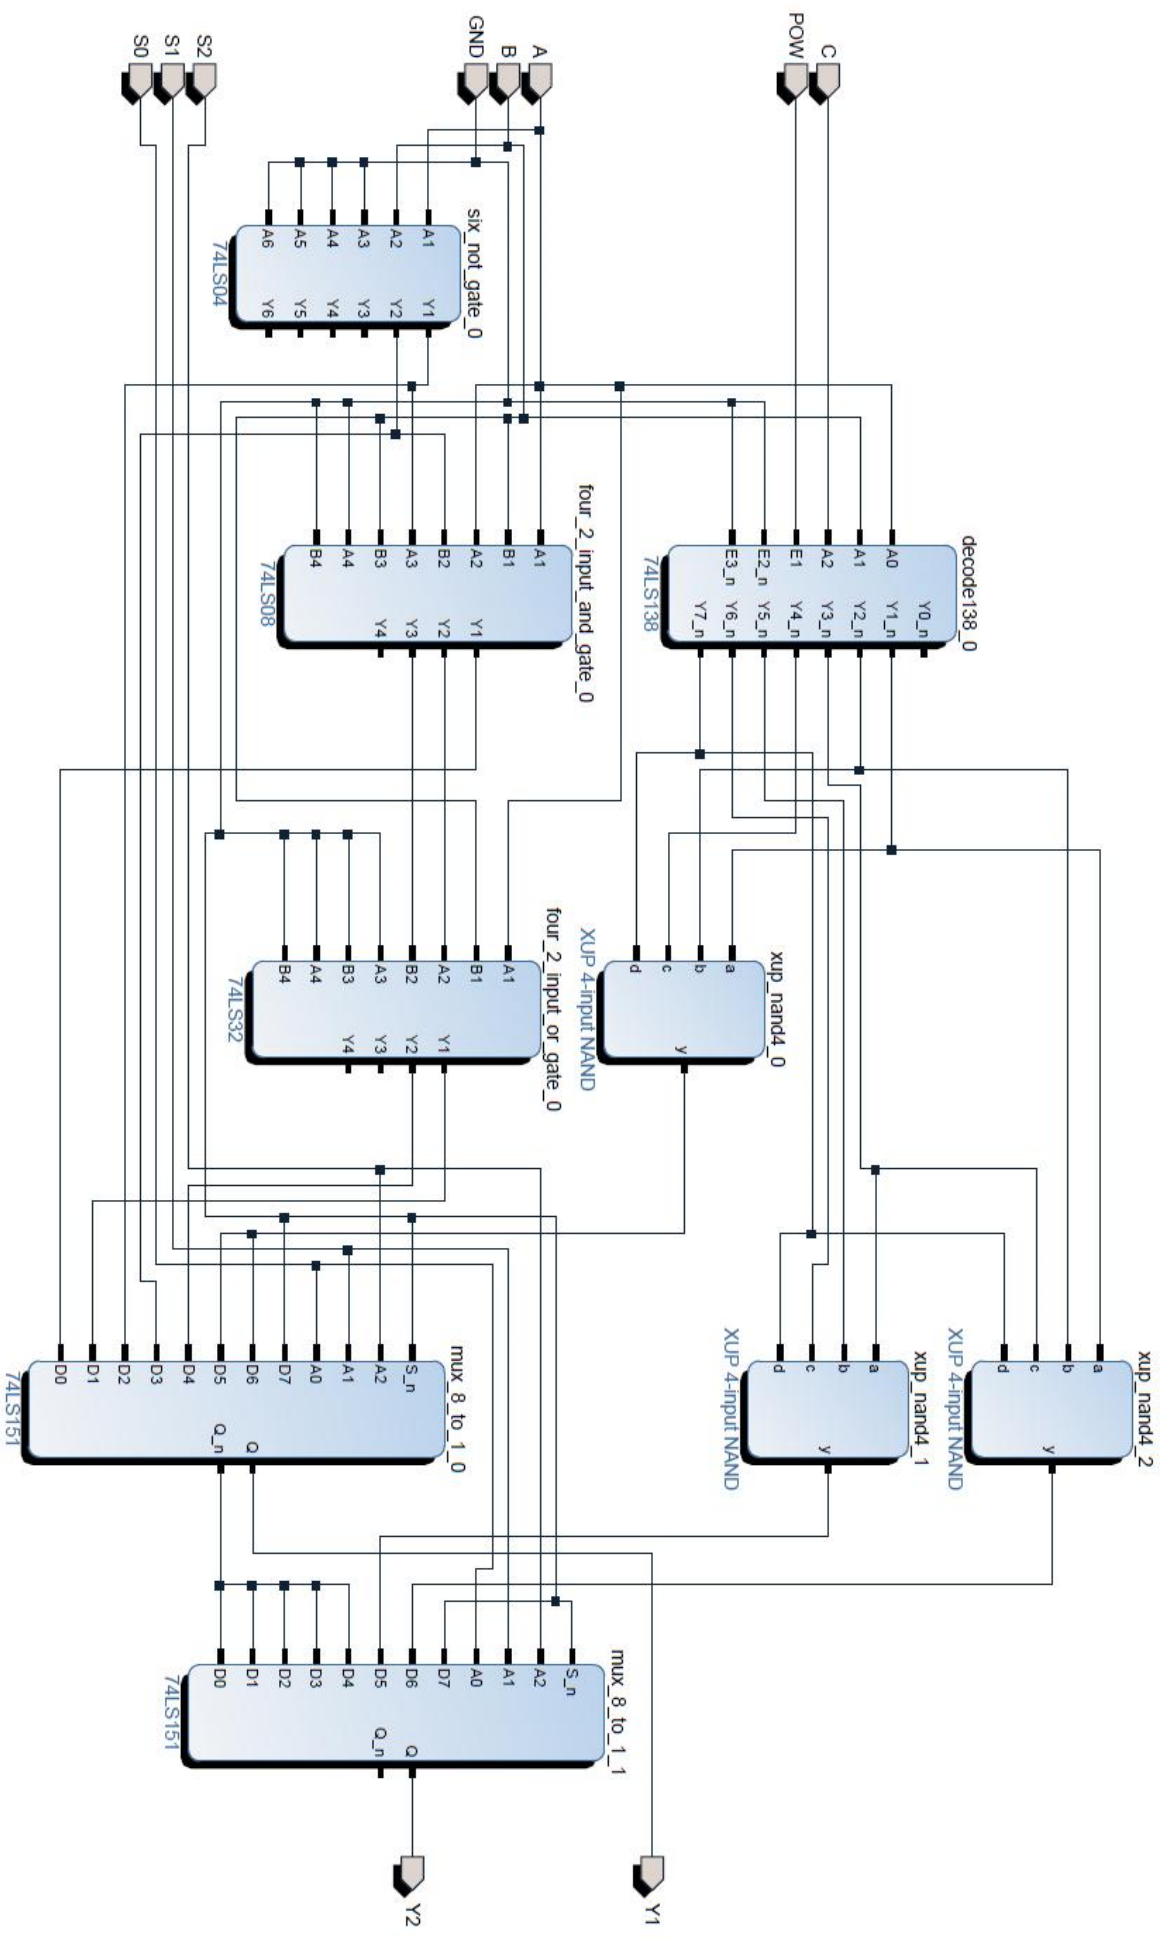 C
POW
A
B
GND
S2
S1
S0
six_not_gate_0
A1 Y1
A2 Y2
A3 Y3
A4 Y4
A5 Y5
A6 Y6
74LS04
decode138_0
Y0_n
A0 Y1_n
A1 Y2_n
A2 Y3_n
E1 Y4_n
E2_n Y5_n
E3_n Y6_n
Y7_n
74LS138
four_2_input_and_gate_0
A1
B1
A2 Y1
B2 Y2
A3 Y3
B3 Y4
A4
B4
74LS08
xup_nand4_0
a
b
y
c
d
XUP 4-input NAND
four_2_input_or_gate_0
A1
B1
A2 Y1
B2 Y2
A3 Y3
B3 Y4
A4
B4
74LS32
xup_nand4_2
a
b
y
c
d
XUP 4-input NAND
xup_nand4_1
a
b
y
c
d
XUP 4-input NAND
mux_8_to_1_0
S_n
A2
A1
A0
D7
D6 Q
D5 Q_n
D4
D3
D2
D1
D0
74LS151
mux_8_to_1_1
S_n
A2
A1
A0
D7
D6 Q
D5 Q_n
D4
D3
D2
D1
D0
74LS151
Y1
Y2